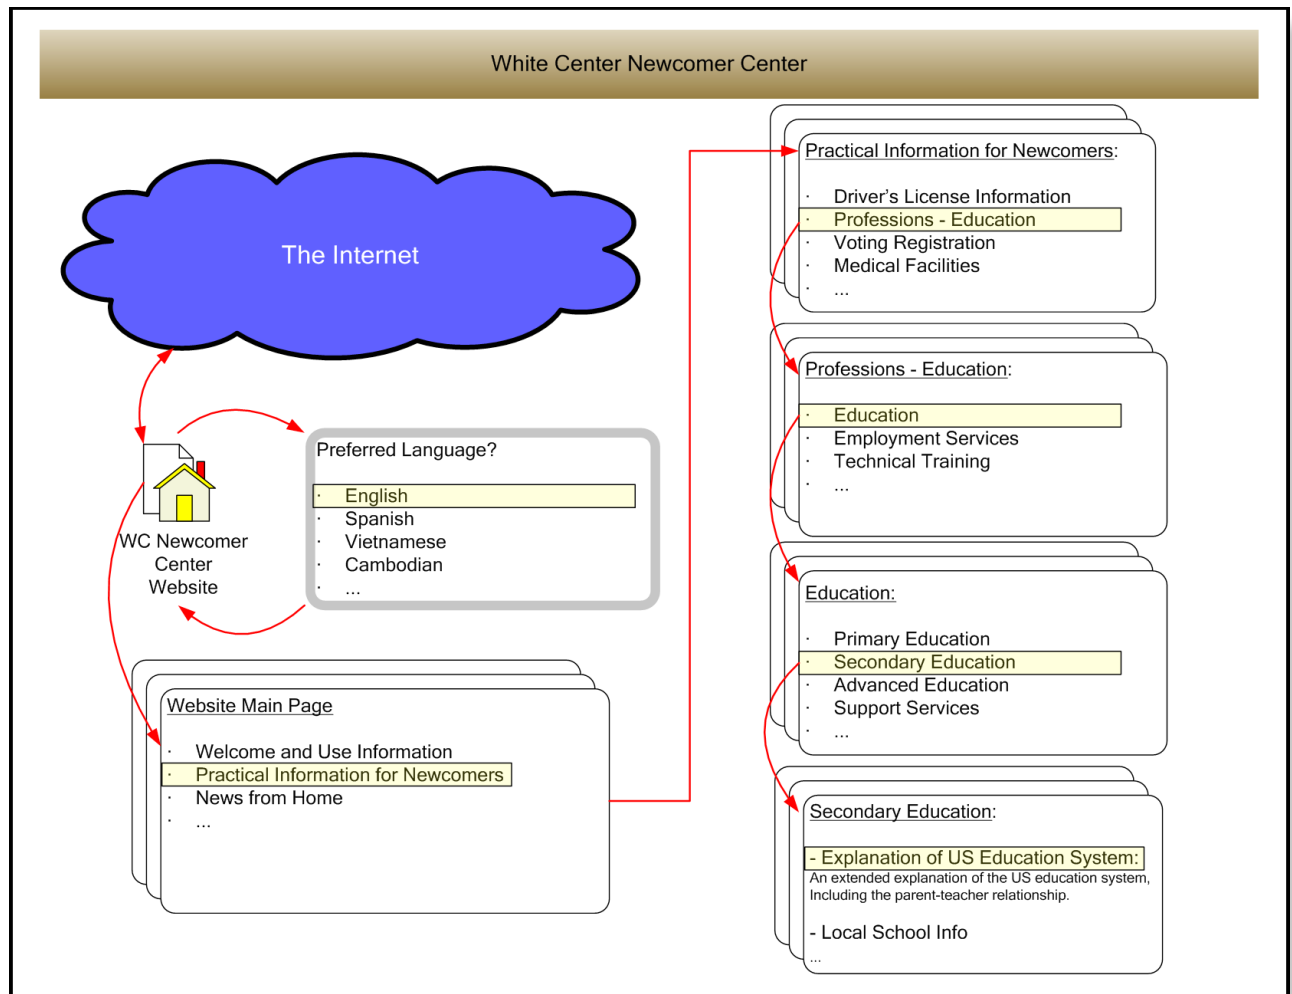 White Center Newcomer Center
The Internet
WC Newcomer
Center
Website
Preferred Language?
· English
· Spanish
· Vietnamese
· Cambodian
· ...
Website Main Page
· Welcome and Use Information
· Practical Information for Newcomers
· News from Home
· ...
Practical Information for Newcomers:
· Driver's License Information
· Professions - Education
· Voting Registration
· Medical Facilities
· ...
Professions - Education:
· Education
· Employment Services
· Technical Training
· ...
Education:
· Primary Education
· Secondary Education
· Advanced Education
· Support Services
· ...
Secondary Education:
- Explanation of US Education System:
An extended explanation of the US education system,
Including the parent-teacher relationship.
- Local School Info
...